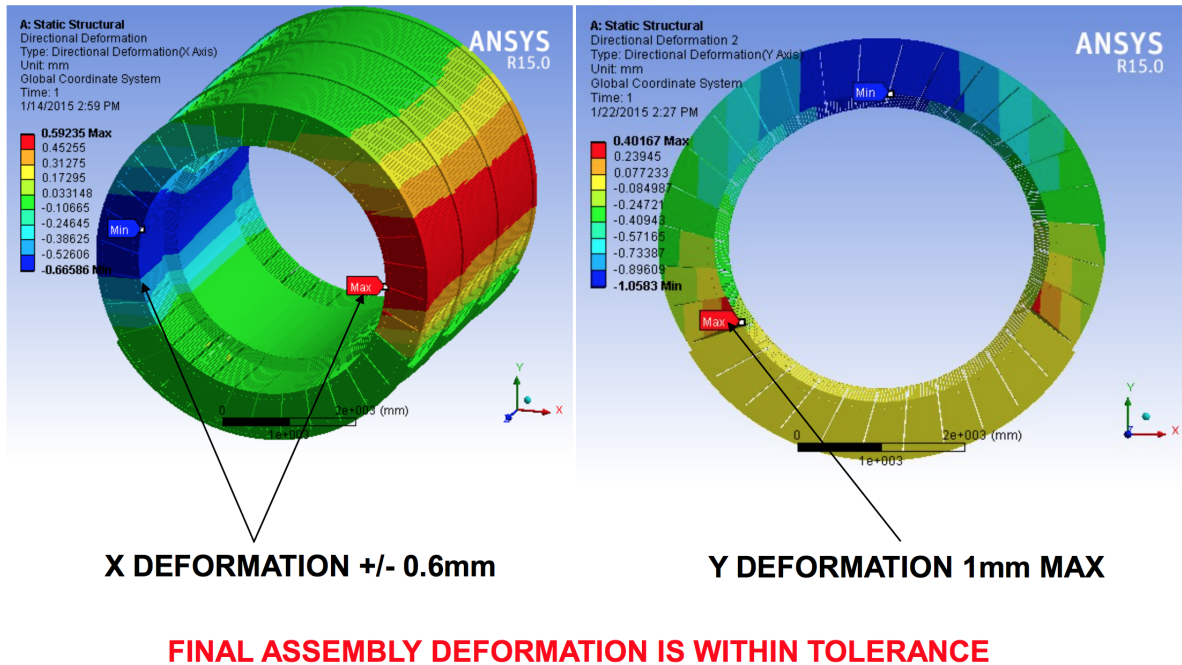 A: Static Structural
Directional Deformation
Type: Directional Deformation(X Axis)
Unit: mm
Global Coordinate System
Time: 1
1/14/2015 2:59 PM
ANSYS
R15.0
0.59235 Max
0.45255
0.31275
0.17295
0.033148
-0.10665
-0.24645
-0.38625
-0.52606
-0.66586 Min
Min
Max
0
2e+003 (mm)
1e+003
Y
X
Z
A: Static Structural
Directional Deformation 2
Type: Directional Deformation(Y Axis)
Unit: mm
Global Coordinate System
Time: 1
1/22/2015 2:27 PM
ANSYS
R15.0
0.40167 Max
0.23945
0.077233
-0.084987
-0.24721
-0.40943
-0.57165
-0.73387
-0.89609
-1.0583 Min
Min
Max
0
2e+003 (mm)
1e+003
Y
X
Z
X DEFORMATION +/- 0.6mm
Y DEFORMATION 1mm MAX
FINAL ASSEMBLY DEFORMATION IS WITHIN TOLERANCE